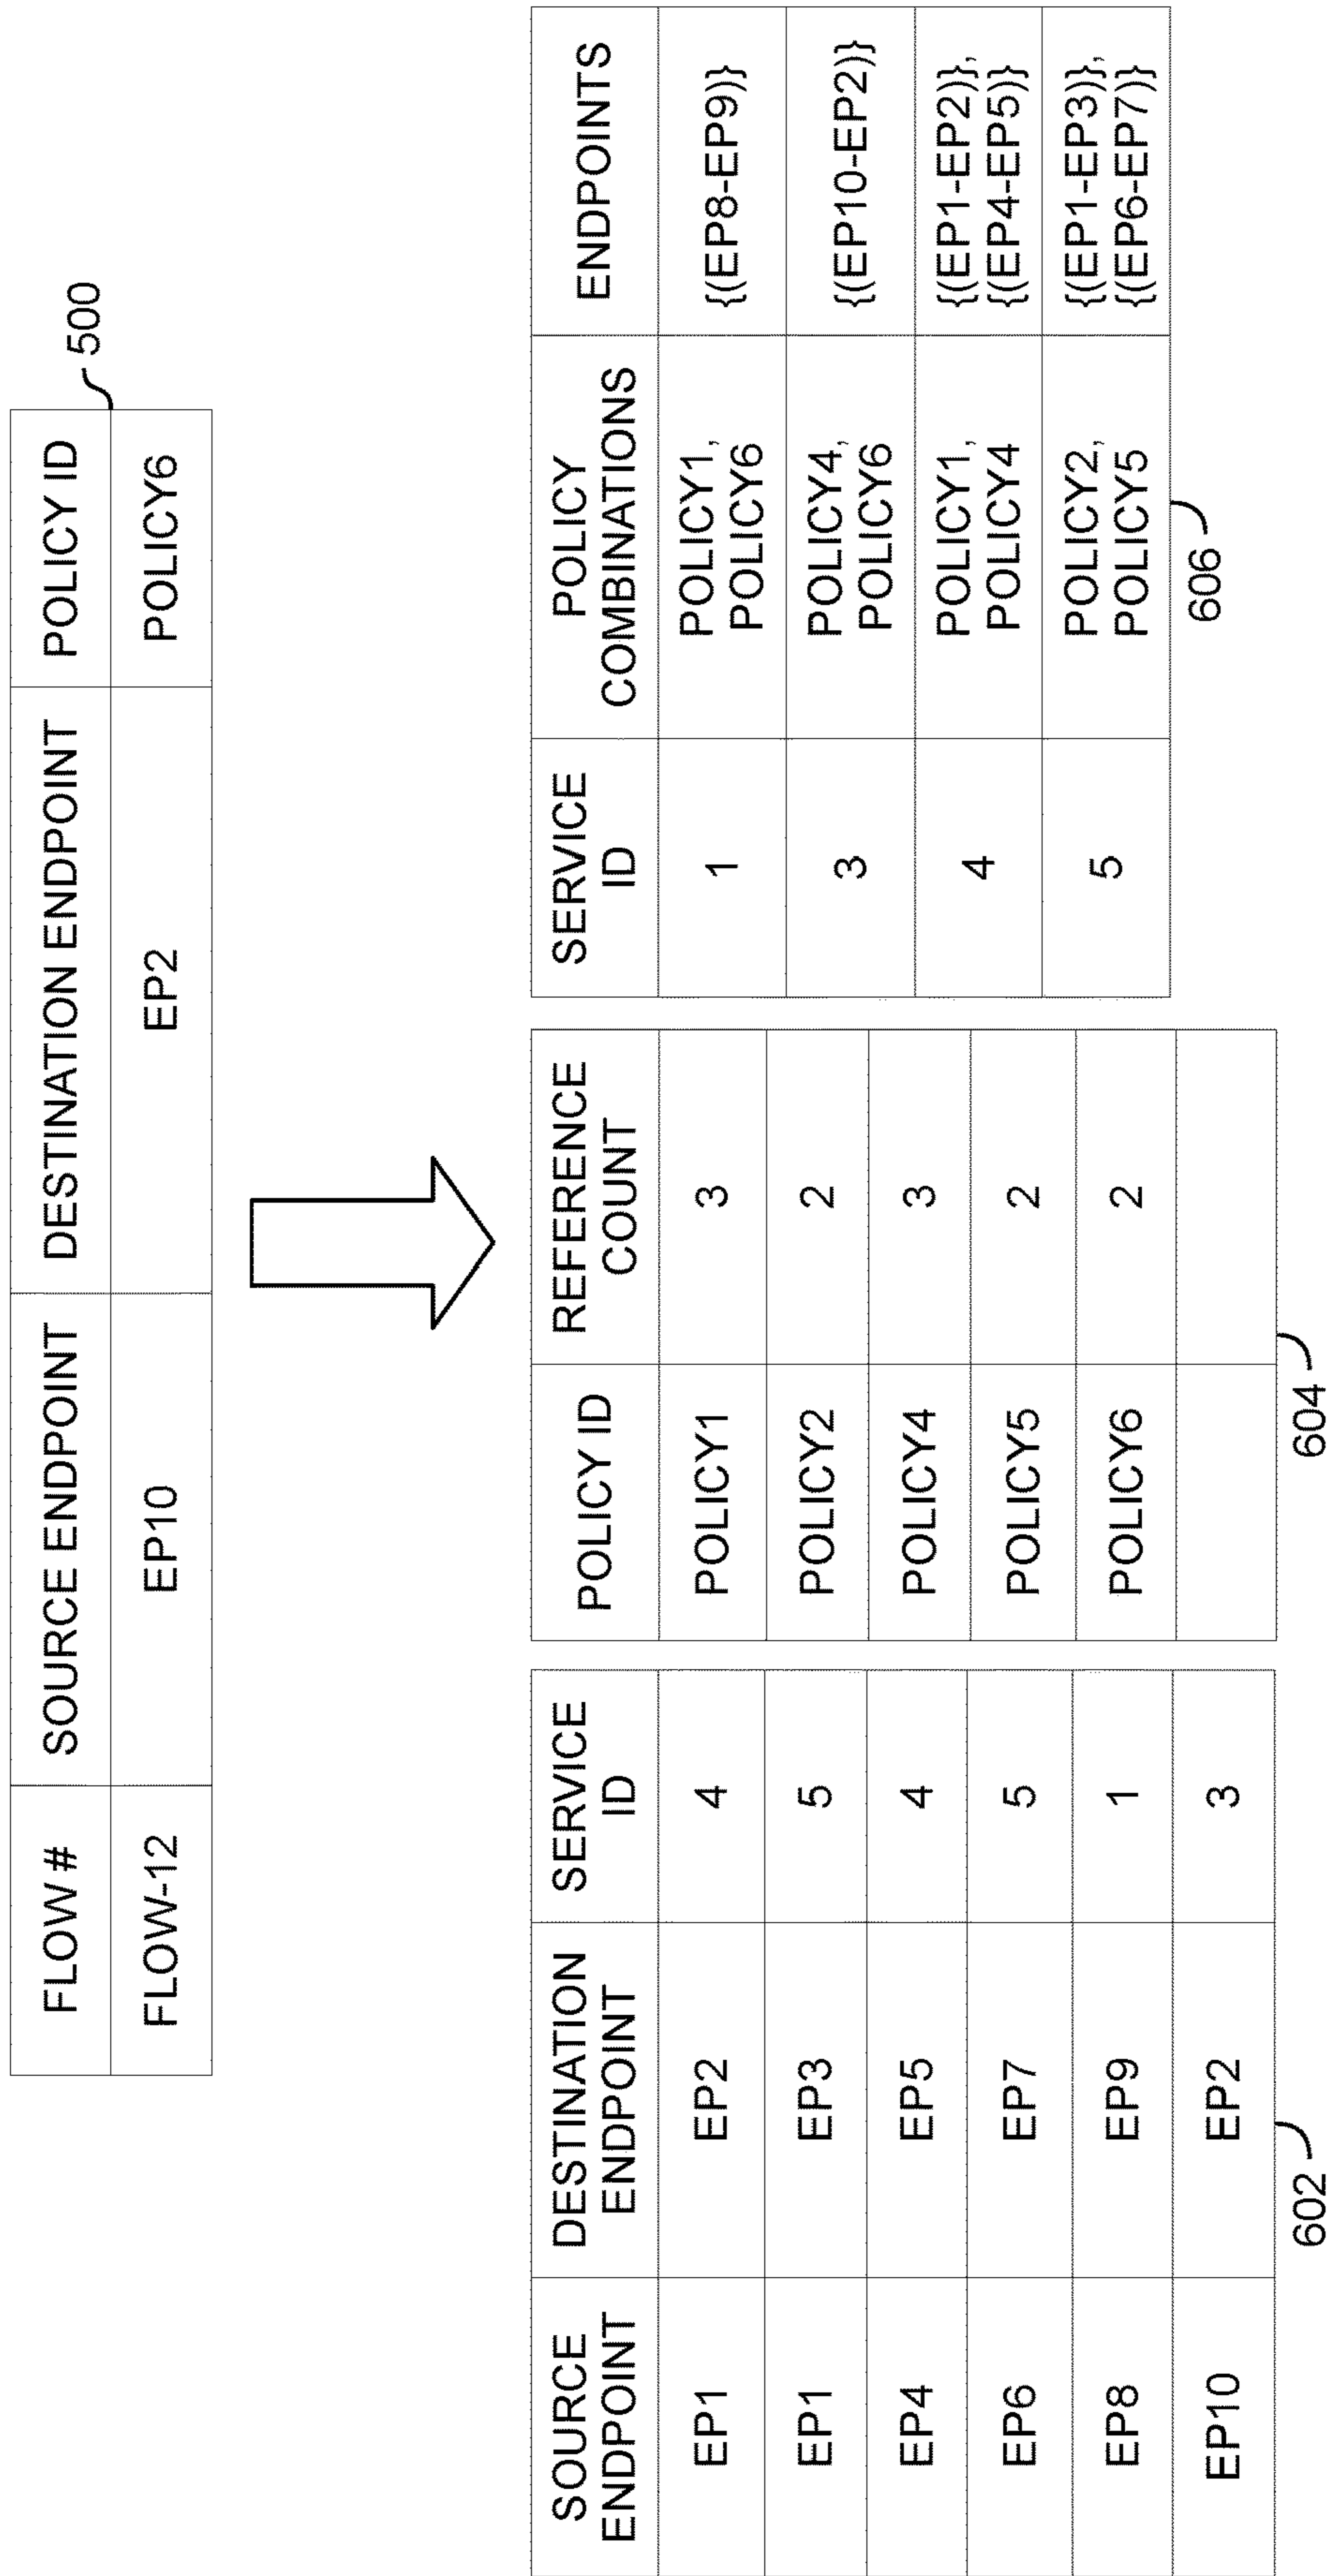 FLOW # SOURCE ENDPOINT DESTINATION ENDPOINT POLICY ID
FLOW-12 EP10 EP2 POLICY6
500
SOURCE
ENDPOINT
DESTINATION
ENDPOINT
SERVICE
ID
EP1 EP2 4
EP1 EP3 5
EP4 EP5 4
EP6 EP7 5
EP8 EP9 1
EP10 EP2 3
602
POLICY ID
REFERENCE
COUNT
POLICY1 3
POLICY2 2
POLICY4 3
POLICY5 2
POLICY6 2
604
SERVICE
ID
POLICY
COMBINATIONS
ENDPOINTS
1
POLICY1,
POLICY6
{(EP8-EP9)}
3
POLICY4,
POLICY6
{(EP10-EP2)}
4
POLICY1,
POLICY4
{(EP1-EP2)},
{(EP4-EP5)}
5
POLICY2,
POLICY5
{(EP1-EP3)},
{(EP6-EP7)}
606